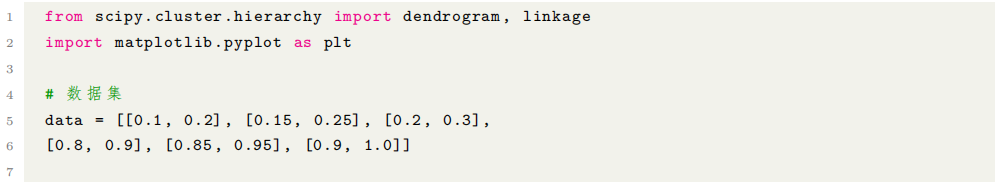 1 from scipy.cluster.hierarchy import dendrogram, linkage
2 import matplotlib.pyplot as plt
3
4 # 数据集
5 data = [[0.1, 0.2], [0.15, 0.25], [0.2, 0.3],
6 [0.8, 0.9], [0.85, 0.95], [0.9, 1.0]]
7